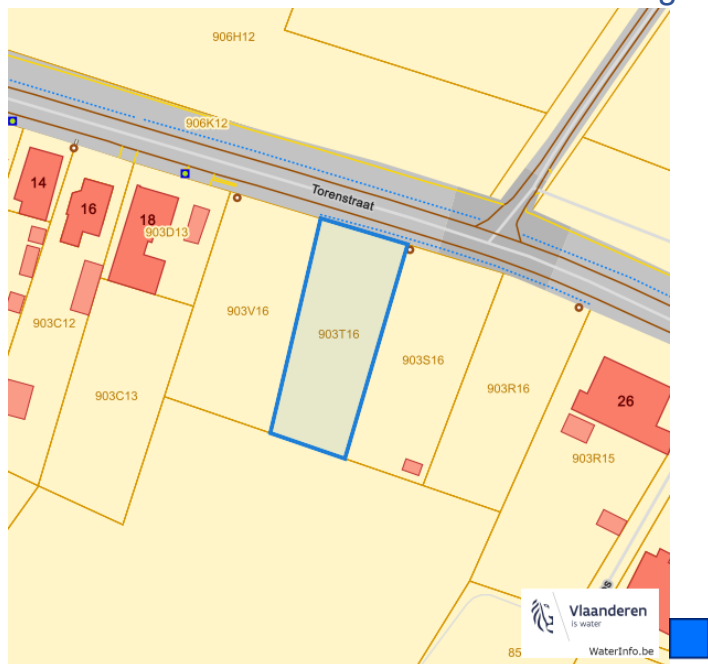 906H12
906K12
Torenstraat
14
16
18
903D13
903V16
903T16
903C12
903S16
903C13
903R16
26
903R15
85
Vlaanderen
is water
WaterInfo.be